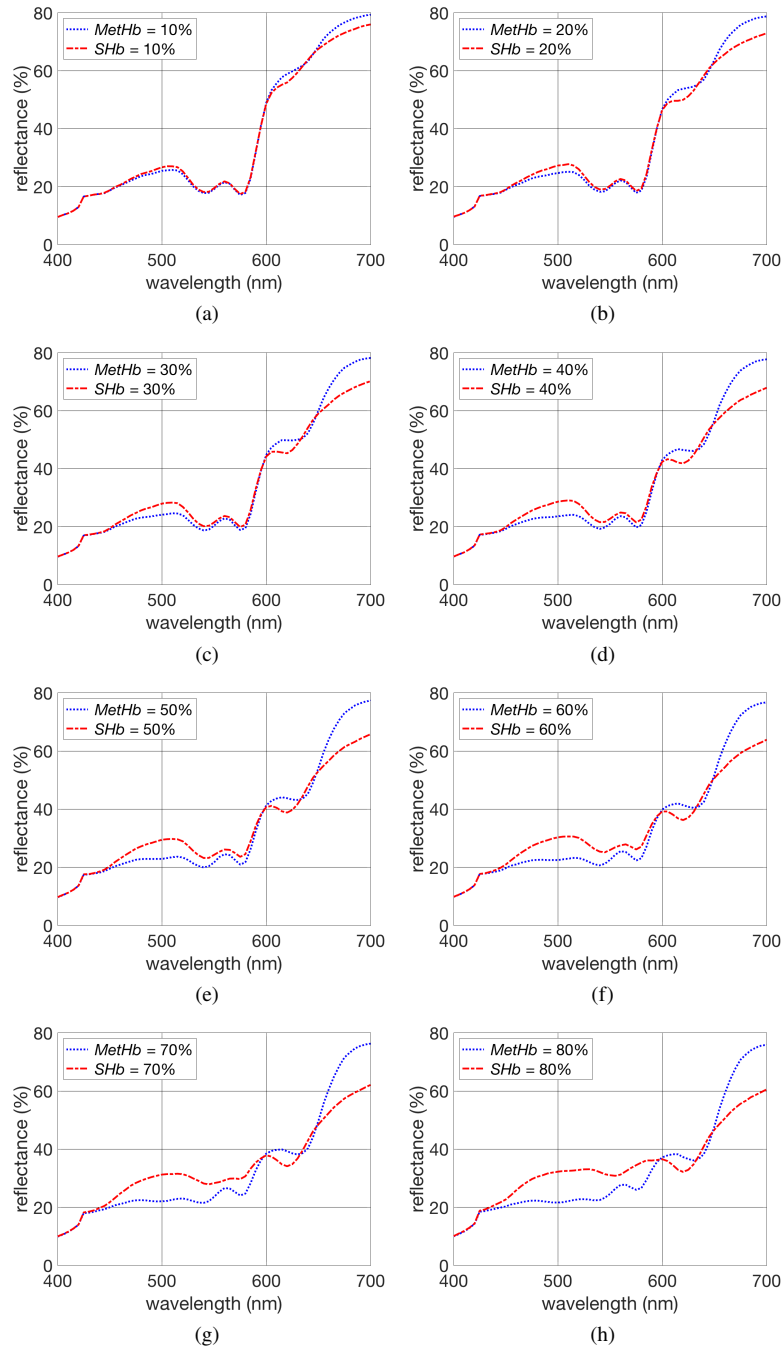 80
60
40
20
0
reflectance (%)
MetHb = 10%
SHb = 10%
400
500
600
700
wavelength (nm)
(a)
80
60
40
20
0
reflectance (%)
MetHb = 20%
SHb = 20%
400
500
600
700
wavelength (nm)
(b)
80
60
40
20
0
reflectance (%)
MetHb = 30%
SHb = 30%
400
500
600
700
wavelength (nm)
(c)
80
60
40
20
0
reflectance (%)
MetHb = 40%
SHb = 40%
400
500
600
700
wavelength (nm)
(d)
80
60
40
20
0
reflectance (%)
MetHb = 50%
SHb = 50%
400
500
600
700
wavelength (nm)
(e)
80
60
40
20
0
reflectance (%)
MetHb = 60%
SHb = 60%
400
500
600
700
wavelength (nm)
(f)
80
60
40
20
0
reflectance (%)
MetHb = 70%
SHb = 70%
400
500
600
700
wavelength (nm)
(g)
80
60
40
20
0
reflectance (%)
MetHb = 80%
SHb = 80%
400
500
600
700
wavelength (nm)
(h)